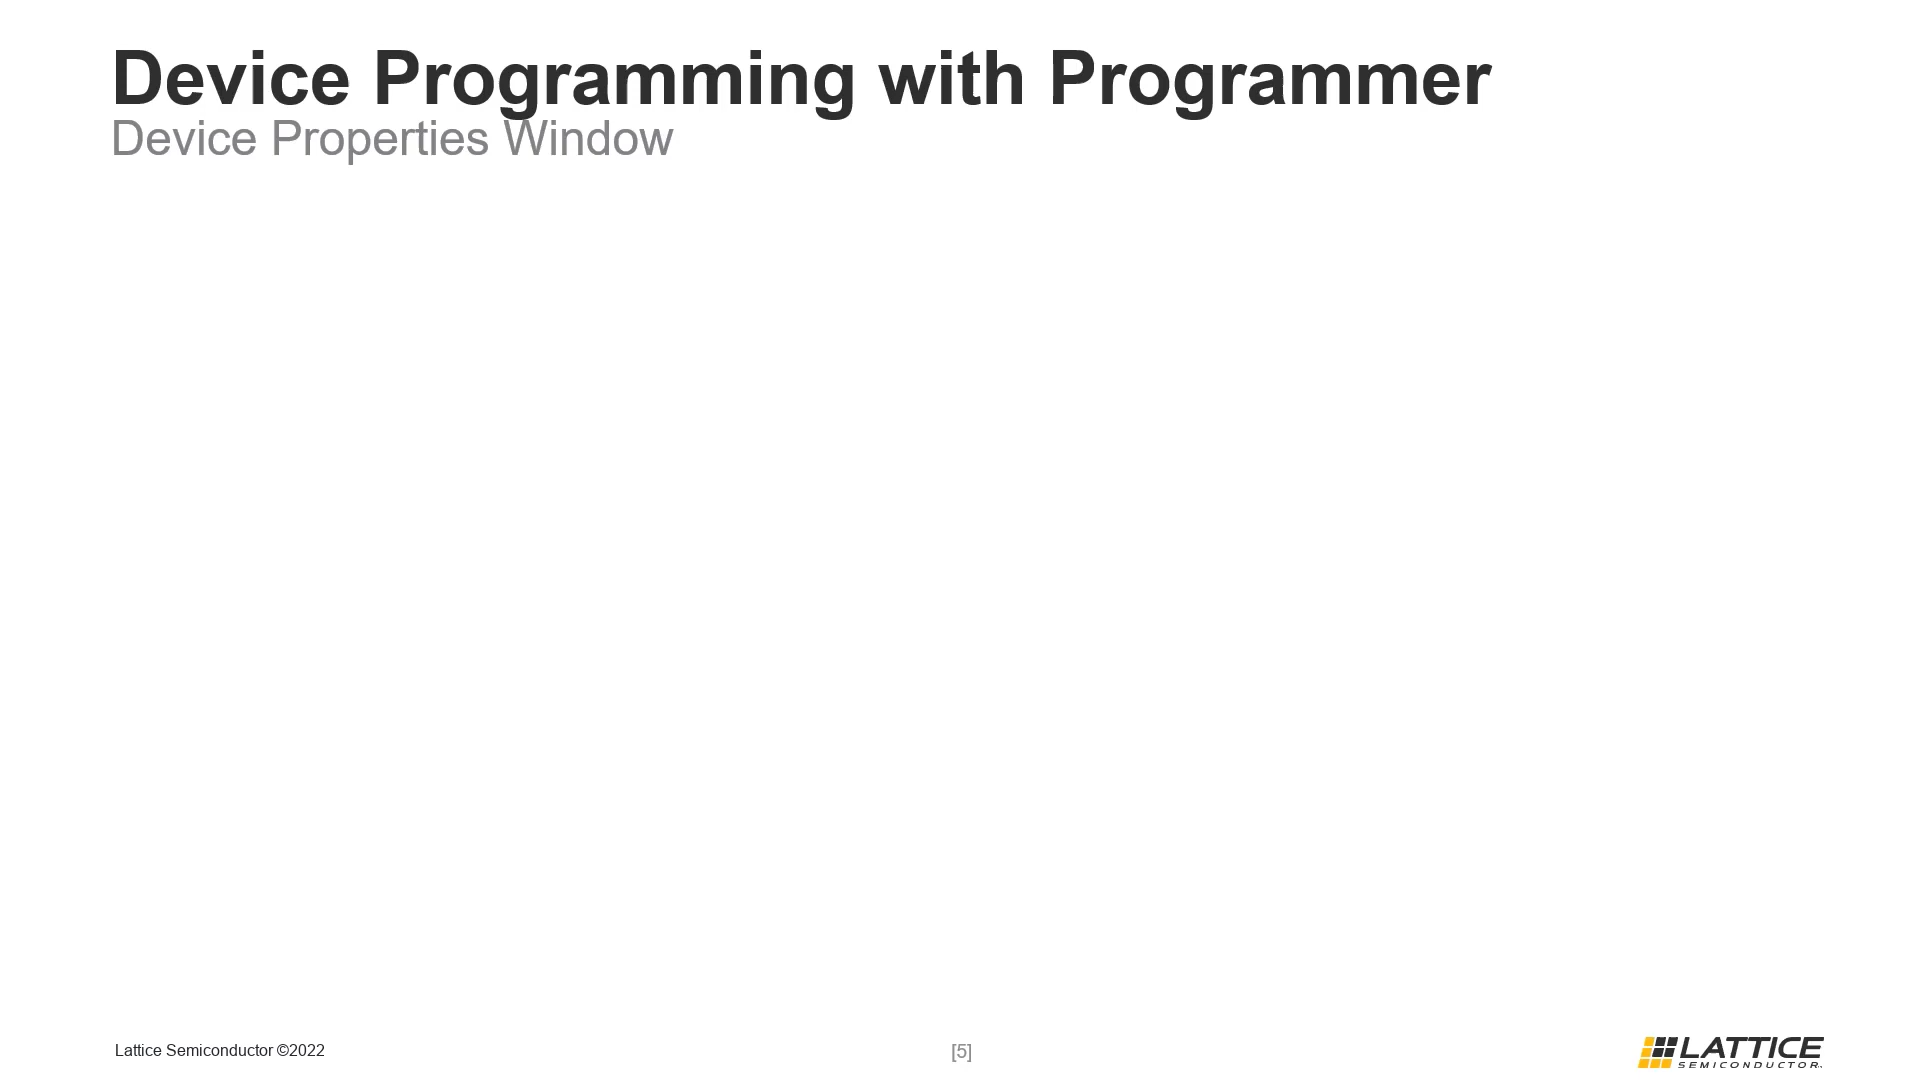 Device Programming with Programmer
Device Properties Window
Lattice Semiconductor ©2022
[5]
LATTICE
SEMICONDUCTOR